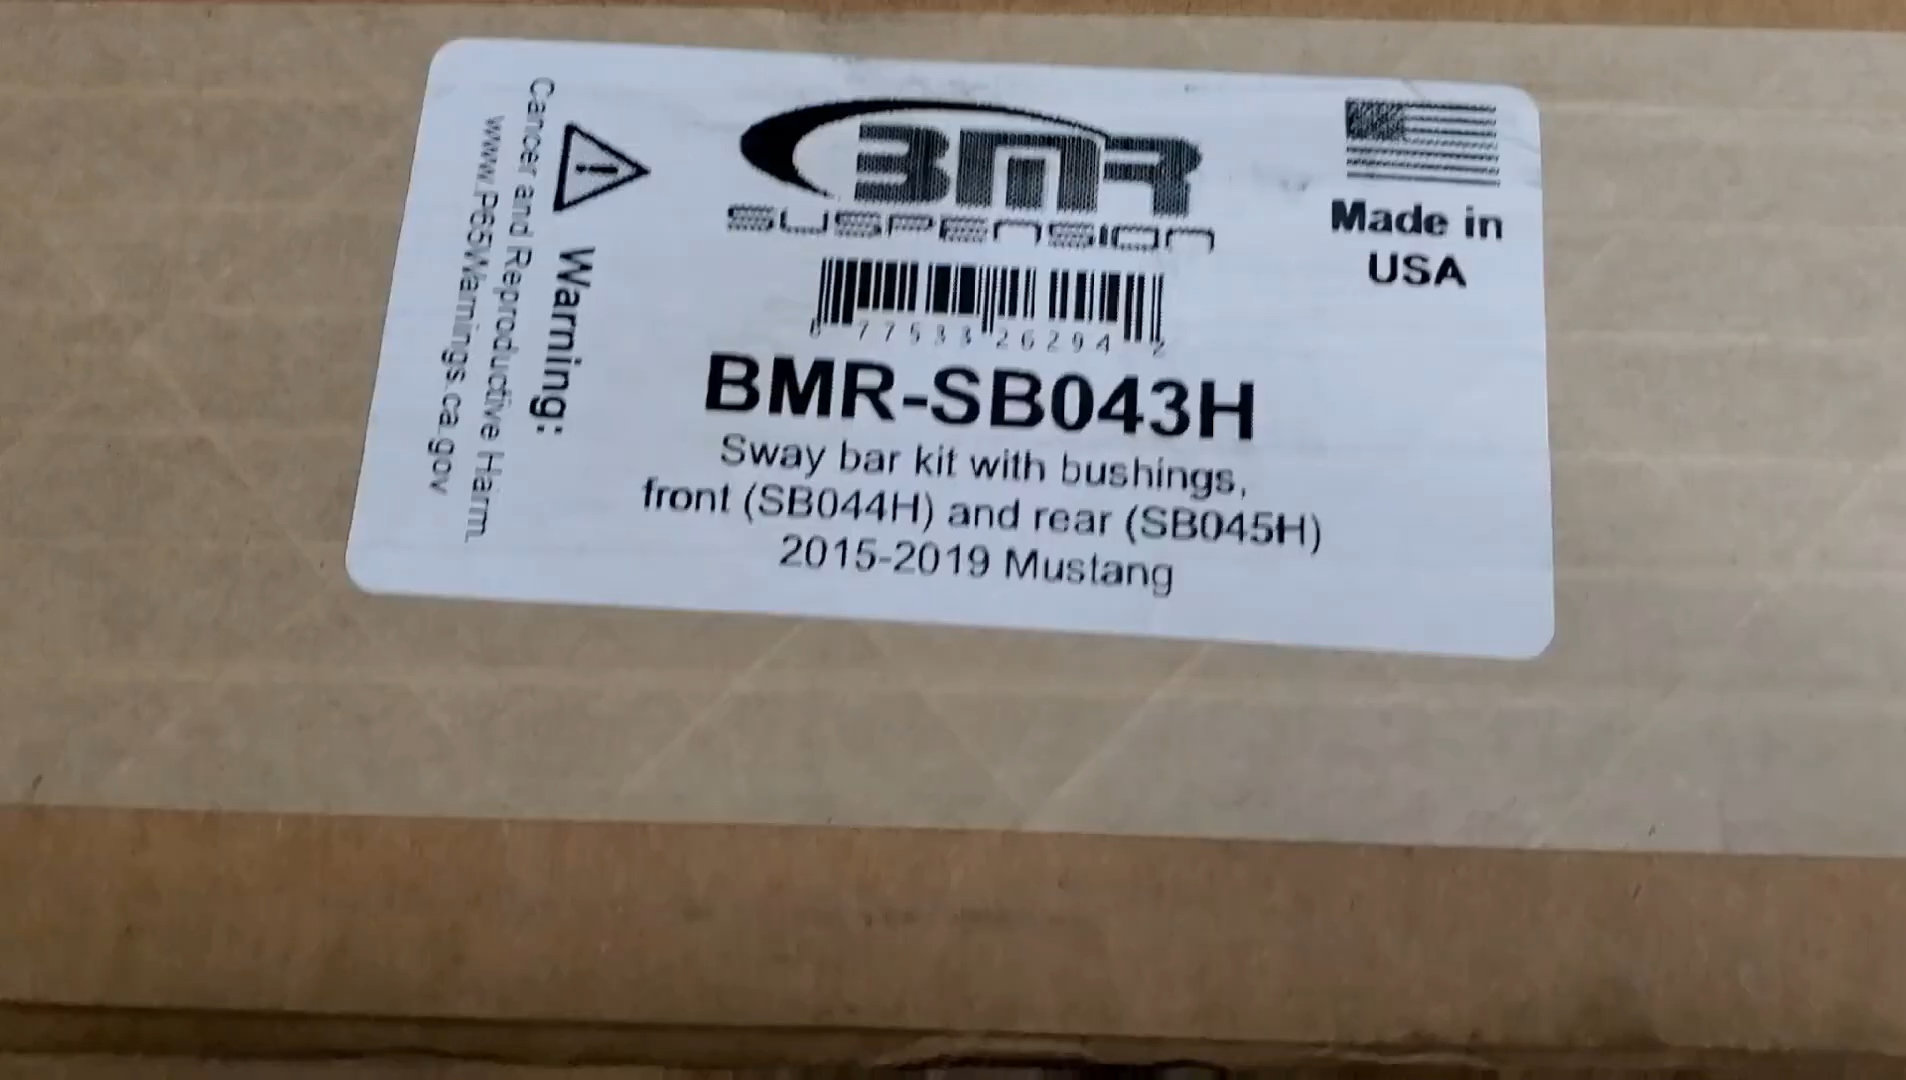 BMR
SUSPENSION
Made in
USA
77533 26294 2
BMR-SB043H
Sway bar kit with bushings,
front (SB044H) and rear (SB045H)
2015-2019 Mustang
Warning:
Cancer and Reproductive Harm.
www.P65Warnings.ca.gov